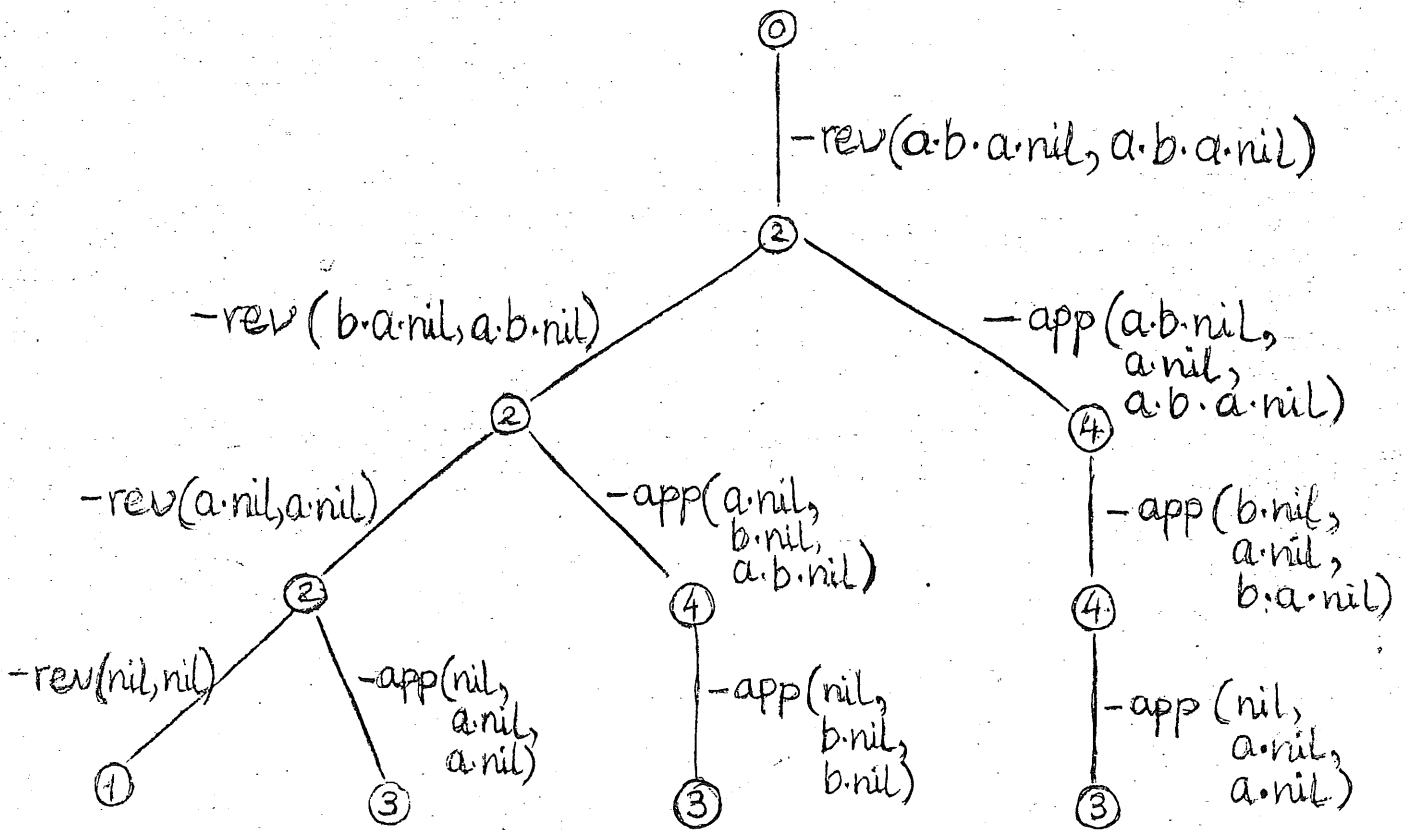 0
-rev(a·b·a·nil, a·b·a·nil)
2
-rev(b·a·nil, a·b·nil)
-app(a·b·nil,
a·nil,
a·b·a·nil)
2
4
-rev(a·nil, a·nil)
-app(a·nil,
b·nil,
a·b·nil)
-app(b·nil,
a·nil,
b·a·nil)
2
4
4
-rev(nil, nil)
-app(nil,
a·nil,
a·nil)
-app(nil,
b·nil,
b·nil)
-app(nil,
a·nil,
a·nil)
1
3
3
3